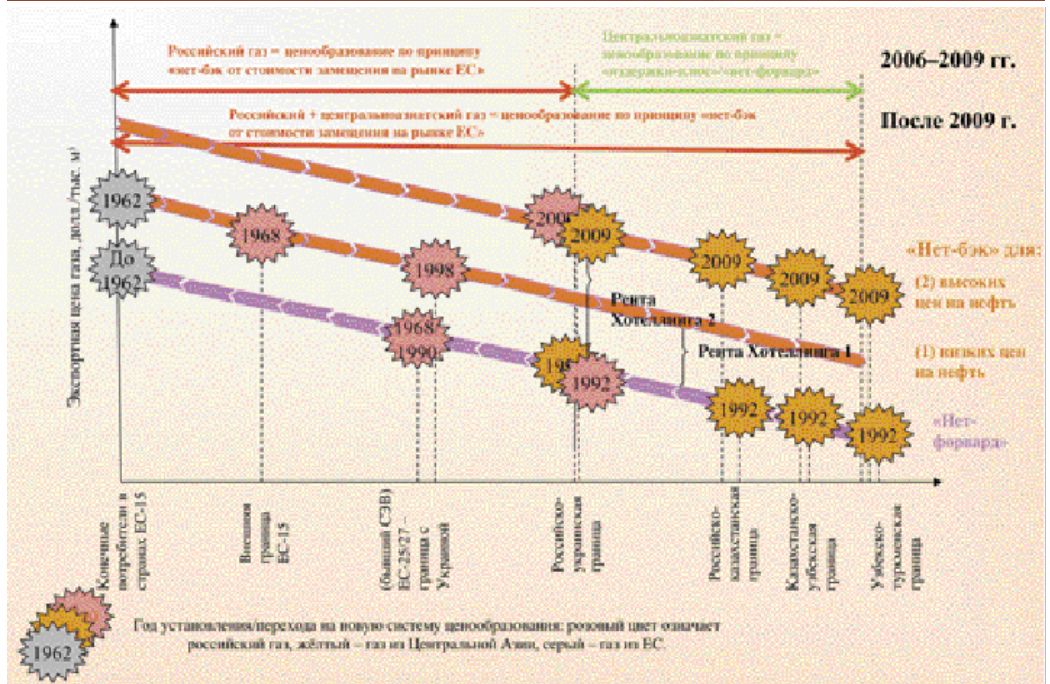 Российский газ = ценообразование по принципу
«нет-бэк от стоимости замещения на рынке ЕС»
Центральноазиатский газ =
ценообразование по принципу
«издержки-плюс»/«нет-форвард»
2006–2009 гг.
Российский + центральноазиатский газ = ценообразование по принципу «нет-бэк
от стоимости замещения на рынке ЕС»
После 2009 г.
Экспортная цена газа, долл./тыс. м³
1962
До
1962
1968
1998
1968
1990
2009
2009
2009
2009
1992
1992
1992
1992
Рента
Хотеллинга 2
Рента Хотеллинга 1
«Нет-бэк» для:
(2) высоких
цен на нефть
(1) низких цен
на нефть
«Нет-
форвард»
Конечные
потребители в
странах ЕС-15
Внешняя
граница
ЕС-15
(бывший СЭВ)
ЕС-25/27 –
граница с
Украиной
Российско-
украинская
граница
Российско-
казахстанская
граница
Казахстанско-
узбекская
граница
Узбекско-
туркменская
граница
1962
Год установления/перехода на новую систему ценообразования: розовый цвет означает
российский газ, жёлтый – газ из Центральной Азии, серый – газ из ЕС.